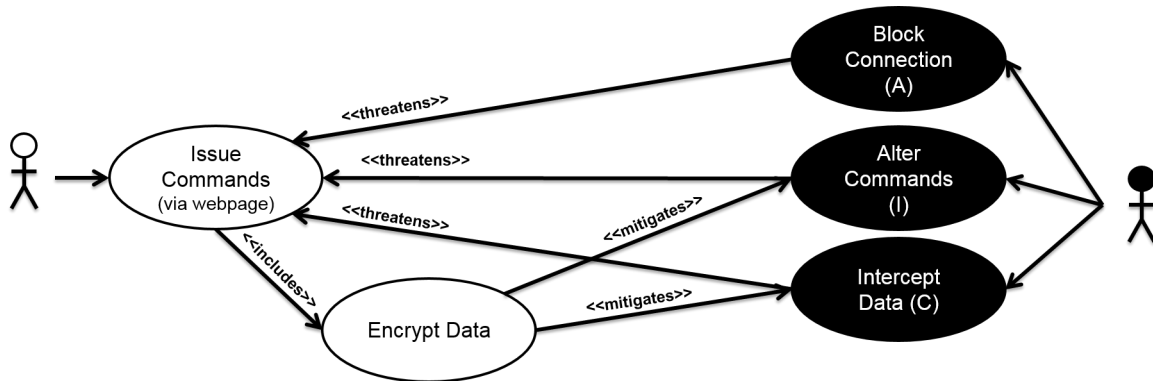 Block
Connection
(A)
<<threatens>>
Issue
Commands
(via webpage)
<<threatens>>
Alter
Commands
(I)
<<threatens>>
<<mitigates>>
<<includes>>
Intercept
Data (C)
<<mitigates>>
Encrypt Data